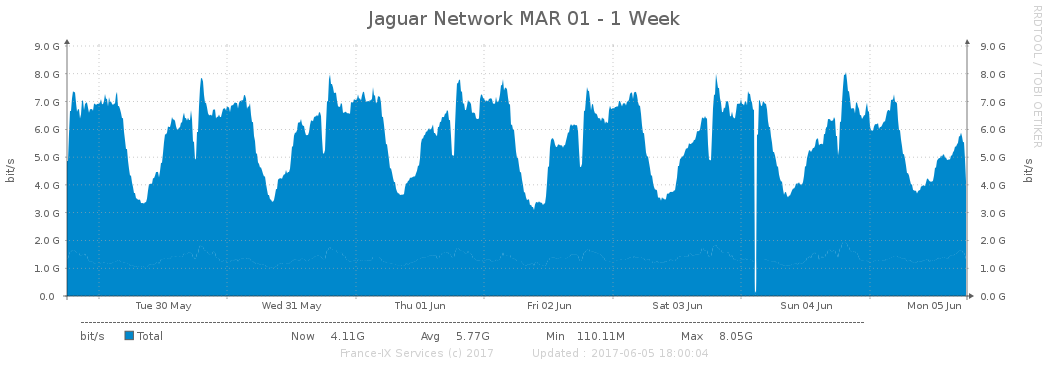 Jaguar Network MAR 01 - 1 Week
RRDTOOL / TOBI OETIKER
bit/s
9.0 G
8.0 G
7.0 G
6.0 G
5.0 G
4.0 G
3.0 G
2.0 G
1.0 G
0.0
9.0 G
8.0 G
7.0 G
6.0 G
5.0 G
4.0 G
3.0 G
2.0 G
1.0 G
0.0 G
bit/s
Tue 30 May Wed 31 May Thu 01 Jun Fri 02 Jun Sat 03 Jun Sun 04 Jun Mon 05 Jun
bit/s Total Now 4.11G Avg 5.77G Min 110.11M Max 8.05G
France-IX Services (c) 2017 Updated : 2017-06-05 18:00:04